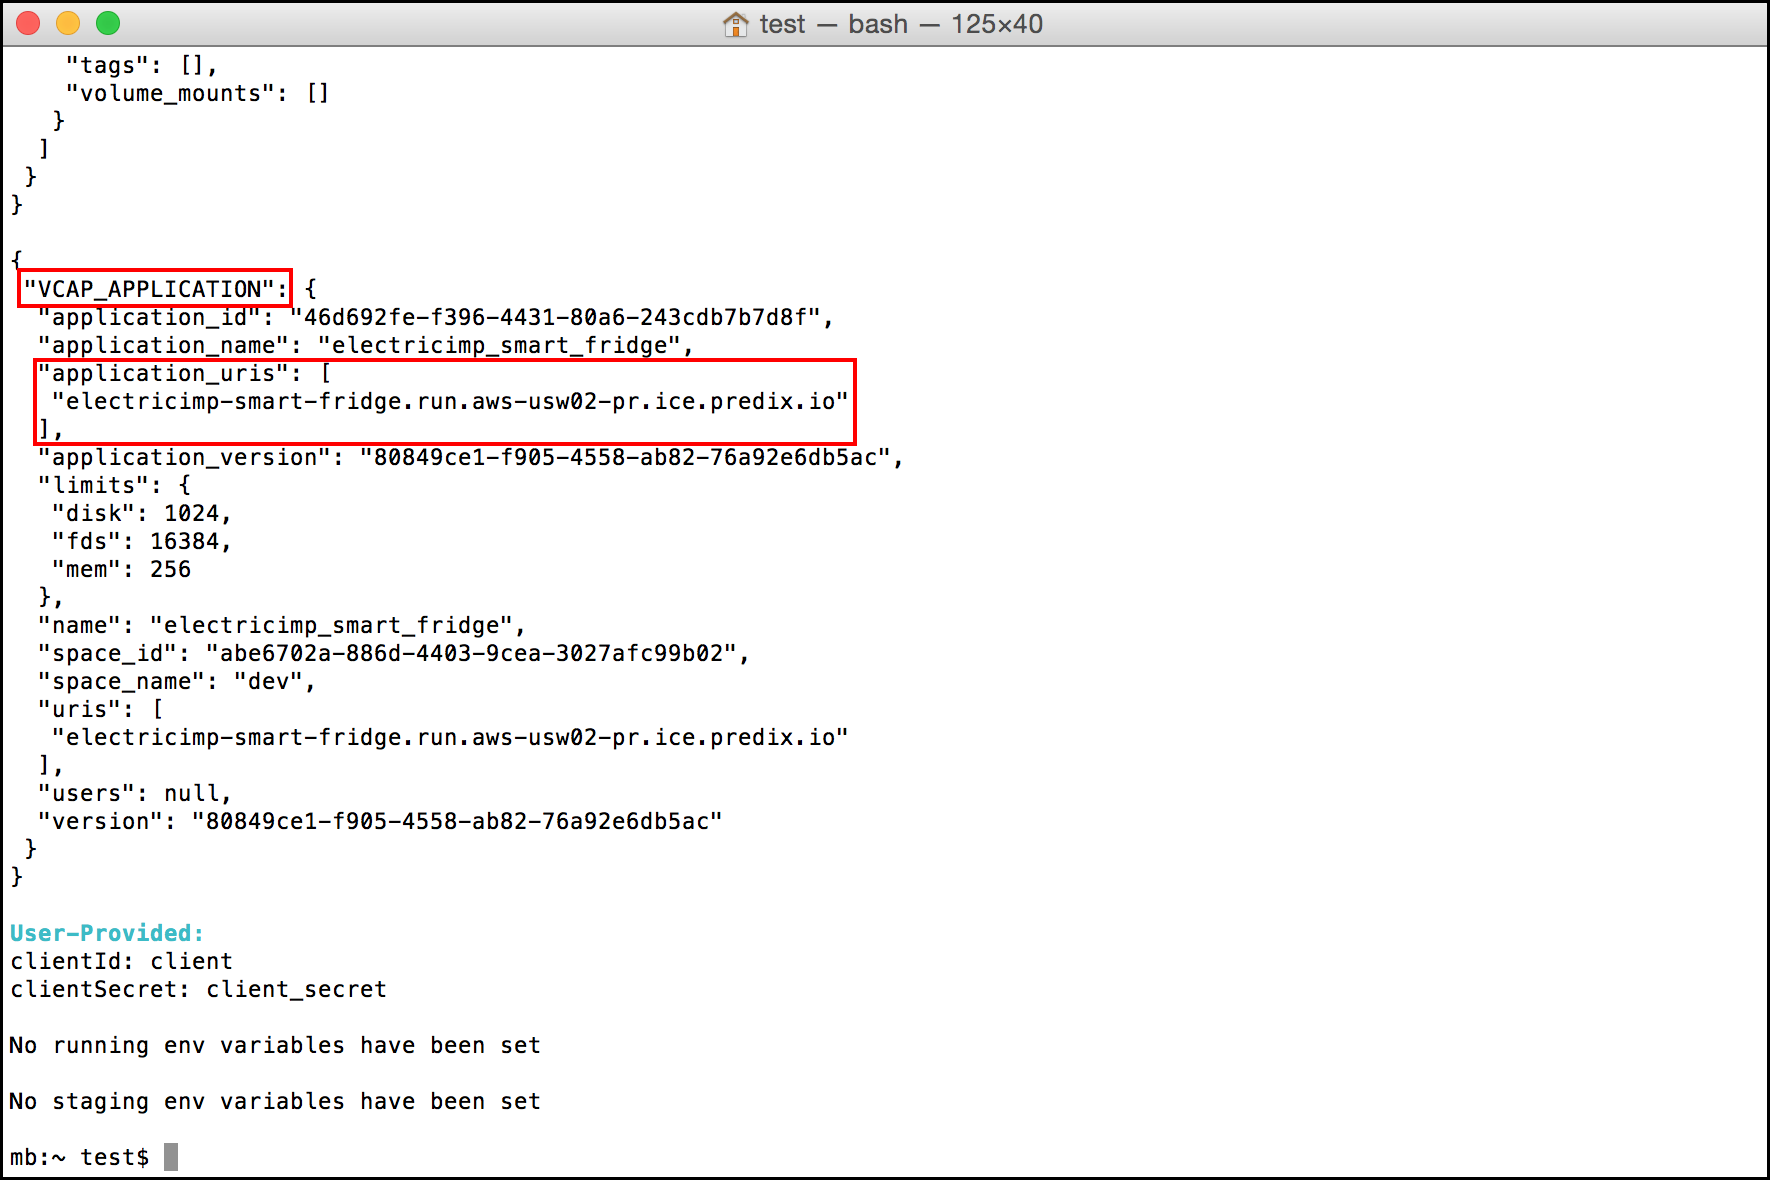 test — bash — 125×40
    "tags": [],
    "volume_mounts": []
   }
  ]
 }
}
{
 "VCAP_APPLICATION": {
  "application_id": "46d692fe-f396-4431-80a6-243cdb7b7d8f",
  "application_name": "electricimp_smart_fridge",
  "application_uris": [
   "electricimp-smart-fridge.run.aws-usw02-pr.ice.predix.io"
  ],
  "application_version": "80849ce1-f905-4558-ab82-76a92e6db5ac",
  "limits": {
   "disk": 1024,
   "fds": 16384,
   "mem": 256
  },
  "name": "electricimp_smart_fridge",
  "space_id": "abe6702a-886d-4403-9cea-3027afc99b02",
  "space_name": "dev",
  "uris": [
   "electricimp-smart-fridge.run.aws-usw02-pr.ice.predix.io"
  ],
  "users": null,
  "version": "80849ce1-f905-4558-ab82-76a92e6db5ac"
 }
}
User-Provided:
clientId: client
clientSecret: client_secret
No running env variables have been set
No staging env variables have been set
mb:~ test$